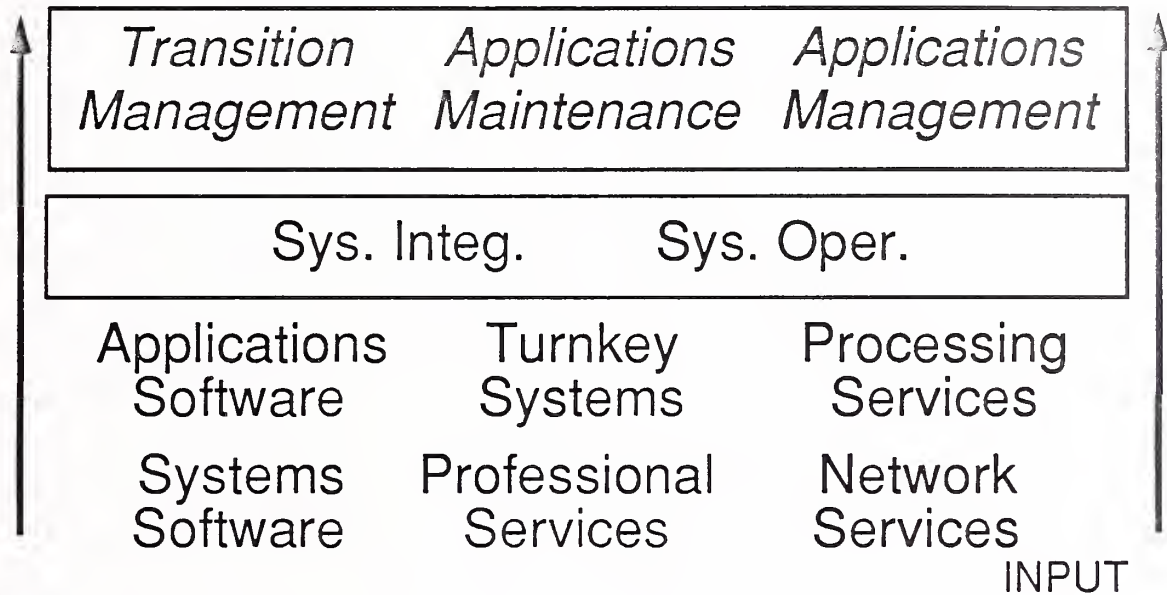 Transition Applications Applications
Management Maintenance Management
Sys. Integ. Sys. Oper.
Applications Turnkey Processing
Software Systems Services
Systems Professional Network
Software Services Services
INPUT